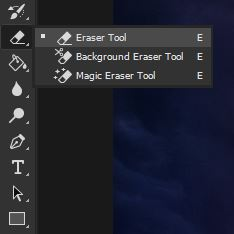 Eraser Tool E
Background Eraser Tool E
Magic Eraser Tool E
T